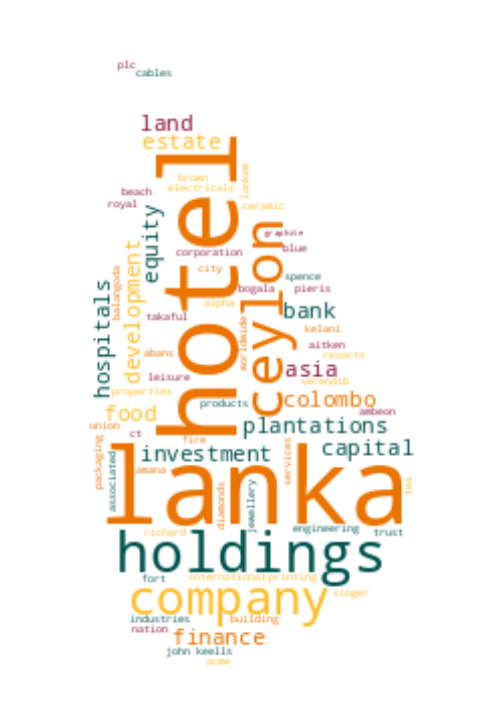 plc
cables
land
estate
hotel
brown
electricals
lankem
beach
royal
equity
ceramic
ceylon
graphite
corporation
blue
development
city
balangoda
spence
hospitals
bogala
pieris
alpha
bank
takaful
worldwide
kelani
aitken
abans
resorts
asia
leisure
serendib
properties
colombo
products
food
ambeon
union
plantations
ct
fire
packaging
investment
capital
associated
amana
services
lanka
tea
diamonds
jewellery
richard
engineering
trust
holdings
fort
international
printing
company
singer
industries
building
nation
finance
john keells
acme